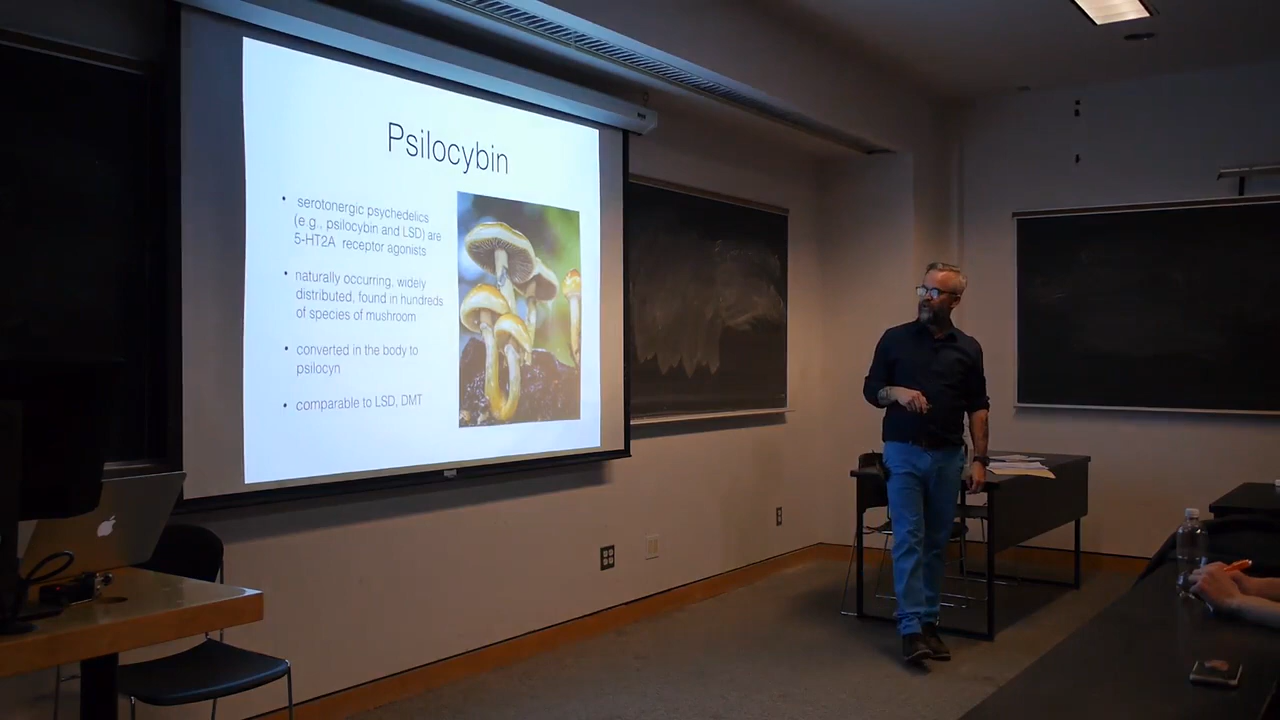 Psilocybin
• serotonergic psychedelics
(e.g., psilocybin and LSD) are
5-HT2A receptor agonists
• naturally occurring, widely
distributed, found in hundreds
of species of mushroom
• converted in the body to
psilocyn
• comparable to LSD, DMT